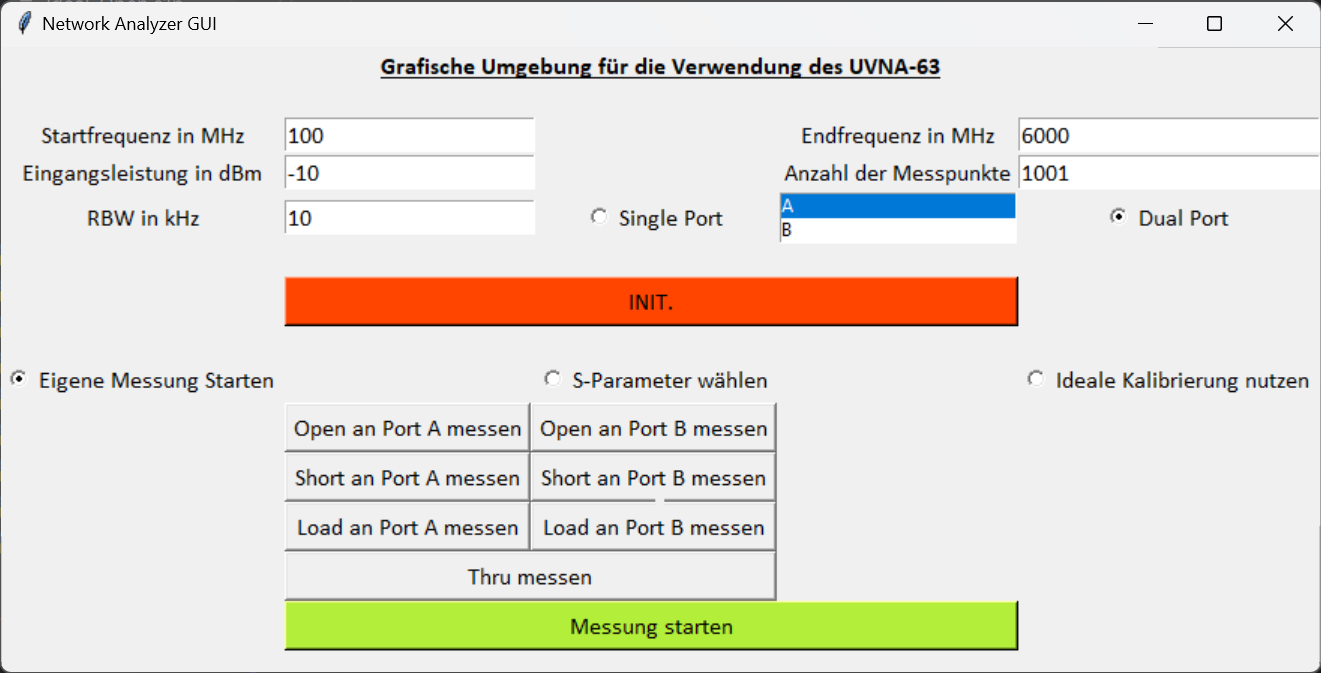 Network Analyzer GUI
Grafische Umgebung für die Verwendung des UVNA-63
Startfrequenz in MHz 100 Endfrequenz in MHz 6000
Eingangsleistung in dBm -10 Anzahl der Messpunkte 1001
RBW in kHz 10 Single Port A Dual Port
B
INIT.
Eigene Messung Starten S-Parameter wählen Ideale Kalibrierung nutzen
Open an Port A messen Open an Port B messen
Short an Port A messen Short an Port B messen
Load an Port A messen Load an Port B messen
Thru messen
Messung starten